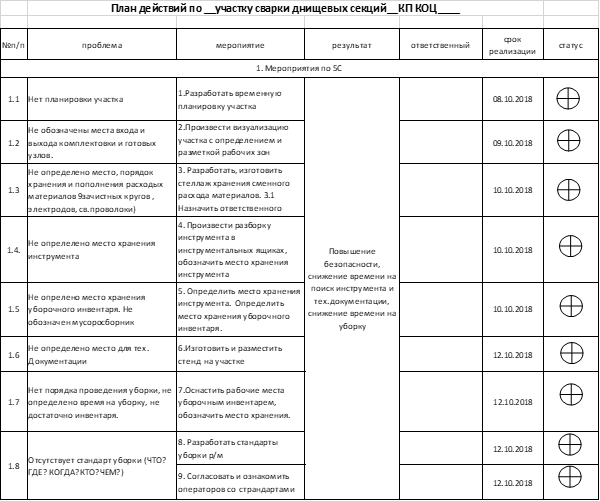 План действий по __участку сварки днищевых секций__КП КОЦ____
№п/п
проблема
мероприятие
результат
ответственный
срок
реализации
статус
1. Мероприятия по 5С
1.1
Нет планировки участка
1.Разработать временную
планировку участка
08.10.2018
1.2
Не обозначены места входа и
выхода комплектовки и готовых
узлов.
2.Произвести визуализацию
участка с определением и
разметкой рабочих зон
09.10.2018
1.3
Не определено место, порядок
хранения и пополнения расходых
материалов 9зачистных кругов ,
электродов, св.проволоки)
3. Разработать, изготовить
стеллаж хранения сменного
расхода материалов. 3.1
Назначить ответственного
10.10.2018
1.4.
Не опрелелено место хранения
инструмента
4. Произвести разборку
инструмента в
инструментальных ящиках,
обозначить место хранения
инструмента
10.10.2018
Повышение
безопасности,
снижение времени на
поиск инструмента и
тех.документации,
снижение времени на
уборку
1.5
Не опрелено место хранения
уборочного инвентаря. Не
обозначен мусоросборник
5. Определить место хранения
инструмента. Определить
место хранения уборочного
инвентаря.
10.10.2018
1.6
Не определено место для тех.
Документации
6.Изготовить и разместить
стенд на участке
12.10.2018
1.7
Нет порядка проведения уборки, не
определено время на уборку, не
достаточно инвентаря.
7.Оснастить рабочие места
уборочным инвентарем,
обозначить место хранения.
12.10.2018
1.8
Отсутствует стандарт уборки (ЧТО?
ГДЕ? КОГДА?КТО?ЧЕМ?)
8. Разработать стандарты
уборки р/м
12.10.2018
9. Согласовать и ознакомить
операторов со страндартами
12.10.2018